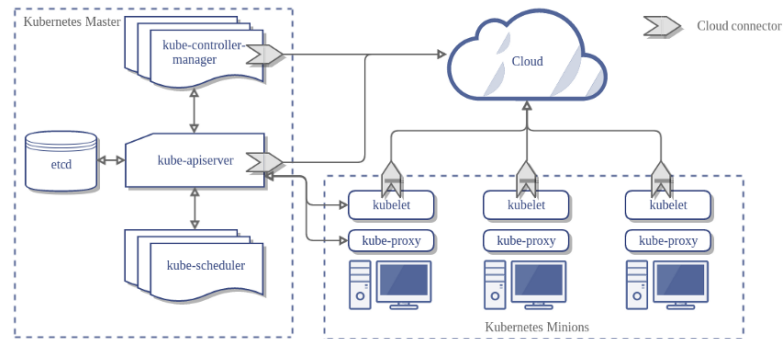 Kubernetes Master
kube-controller-
manager
Cloud
Cloud connector
etcd
kube-apiserver
kube-scheduler
kubelet
kubelet
kubelet
kube-proxy
kube-proxy
kube-proxy
Kubernetes Minions